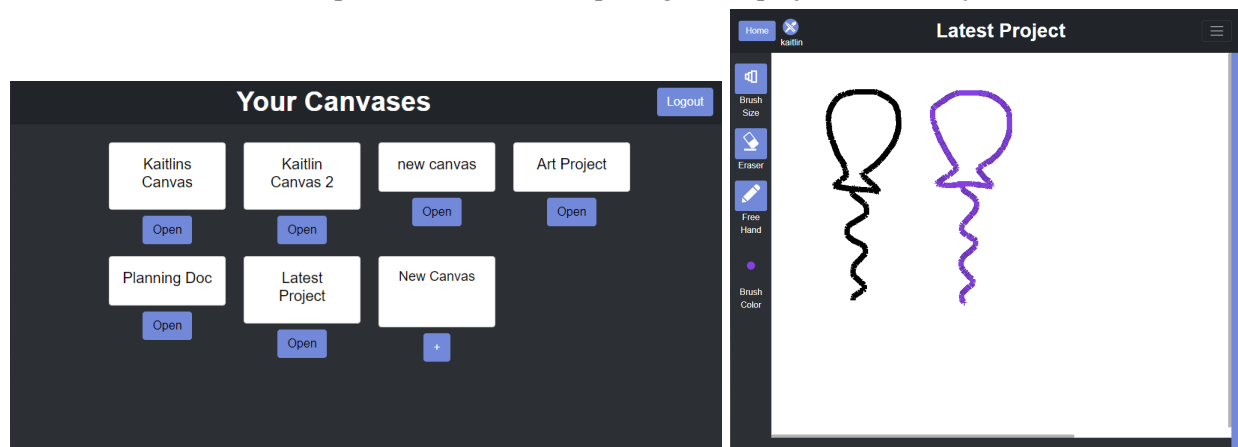 Your Canvases
Logout
Kaitlins
Canvas
Kaitlin
Canvas 2
new canvas
Art Project
Open
Open
Open
Open
Planning Doc
Latest
Project
New Canvas
Open
Open
+
Home
kaitlin
Latest Project
Brush
Size
Eraser
Free
Hand
Brush
Color